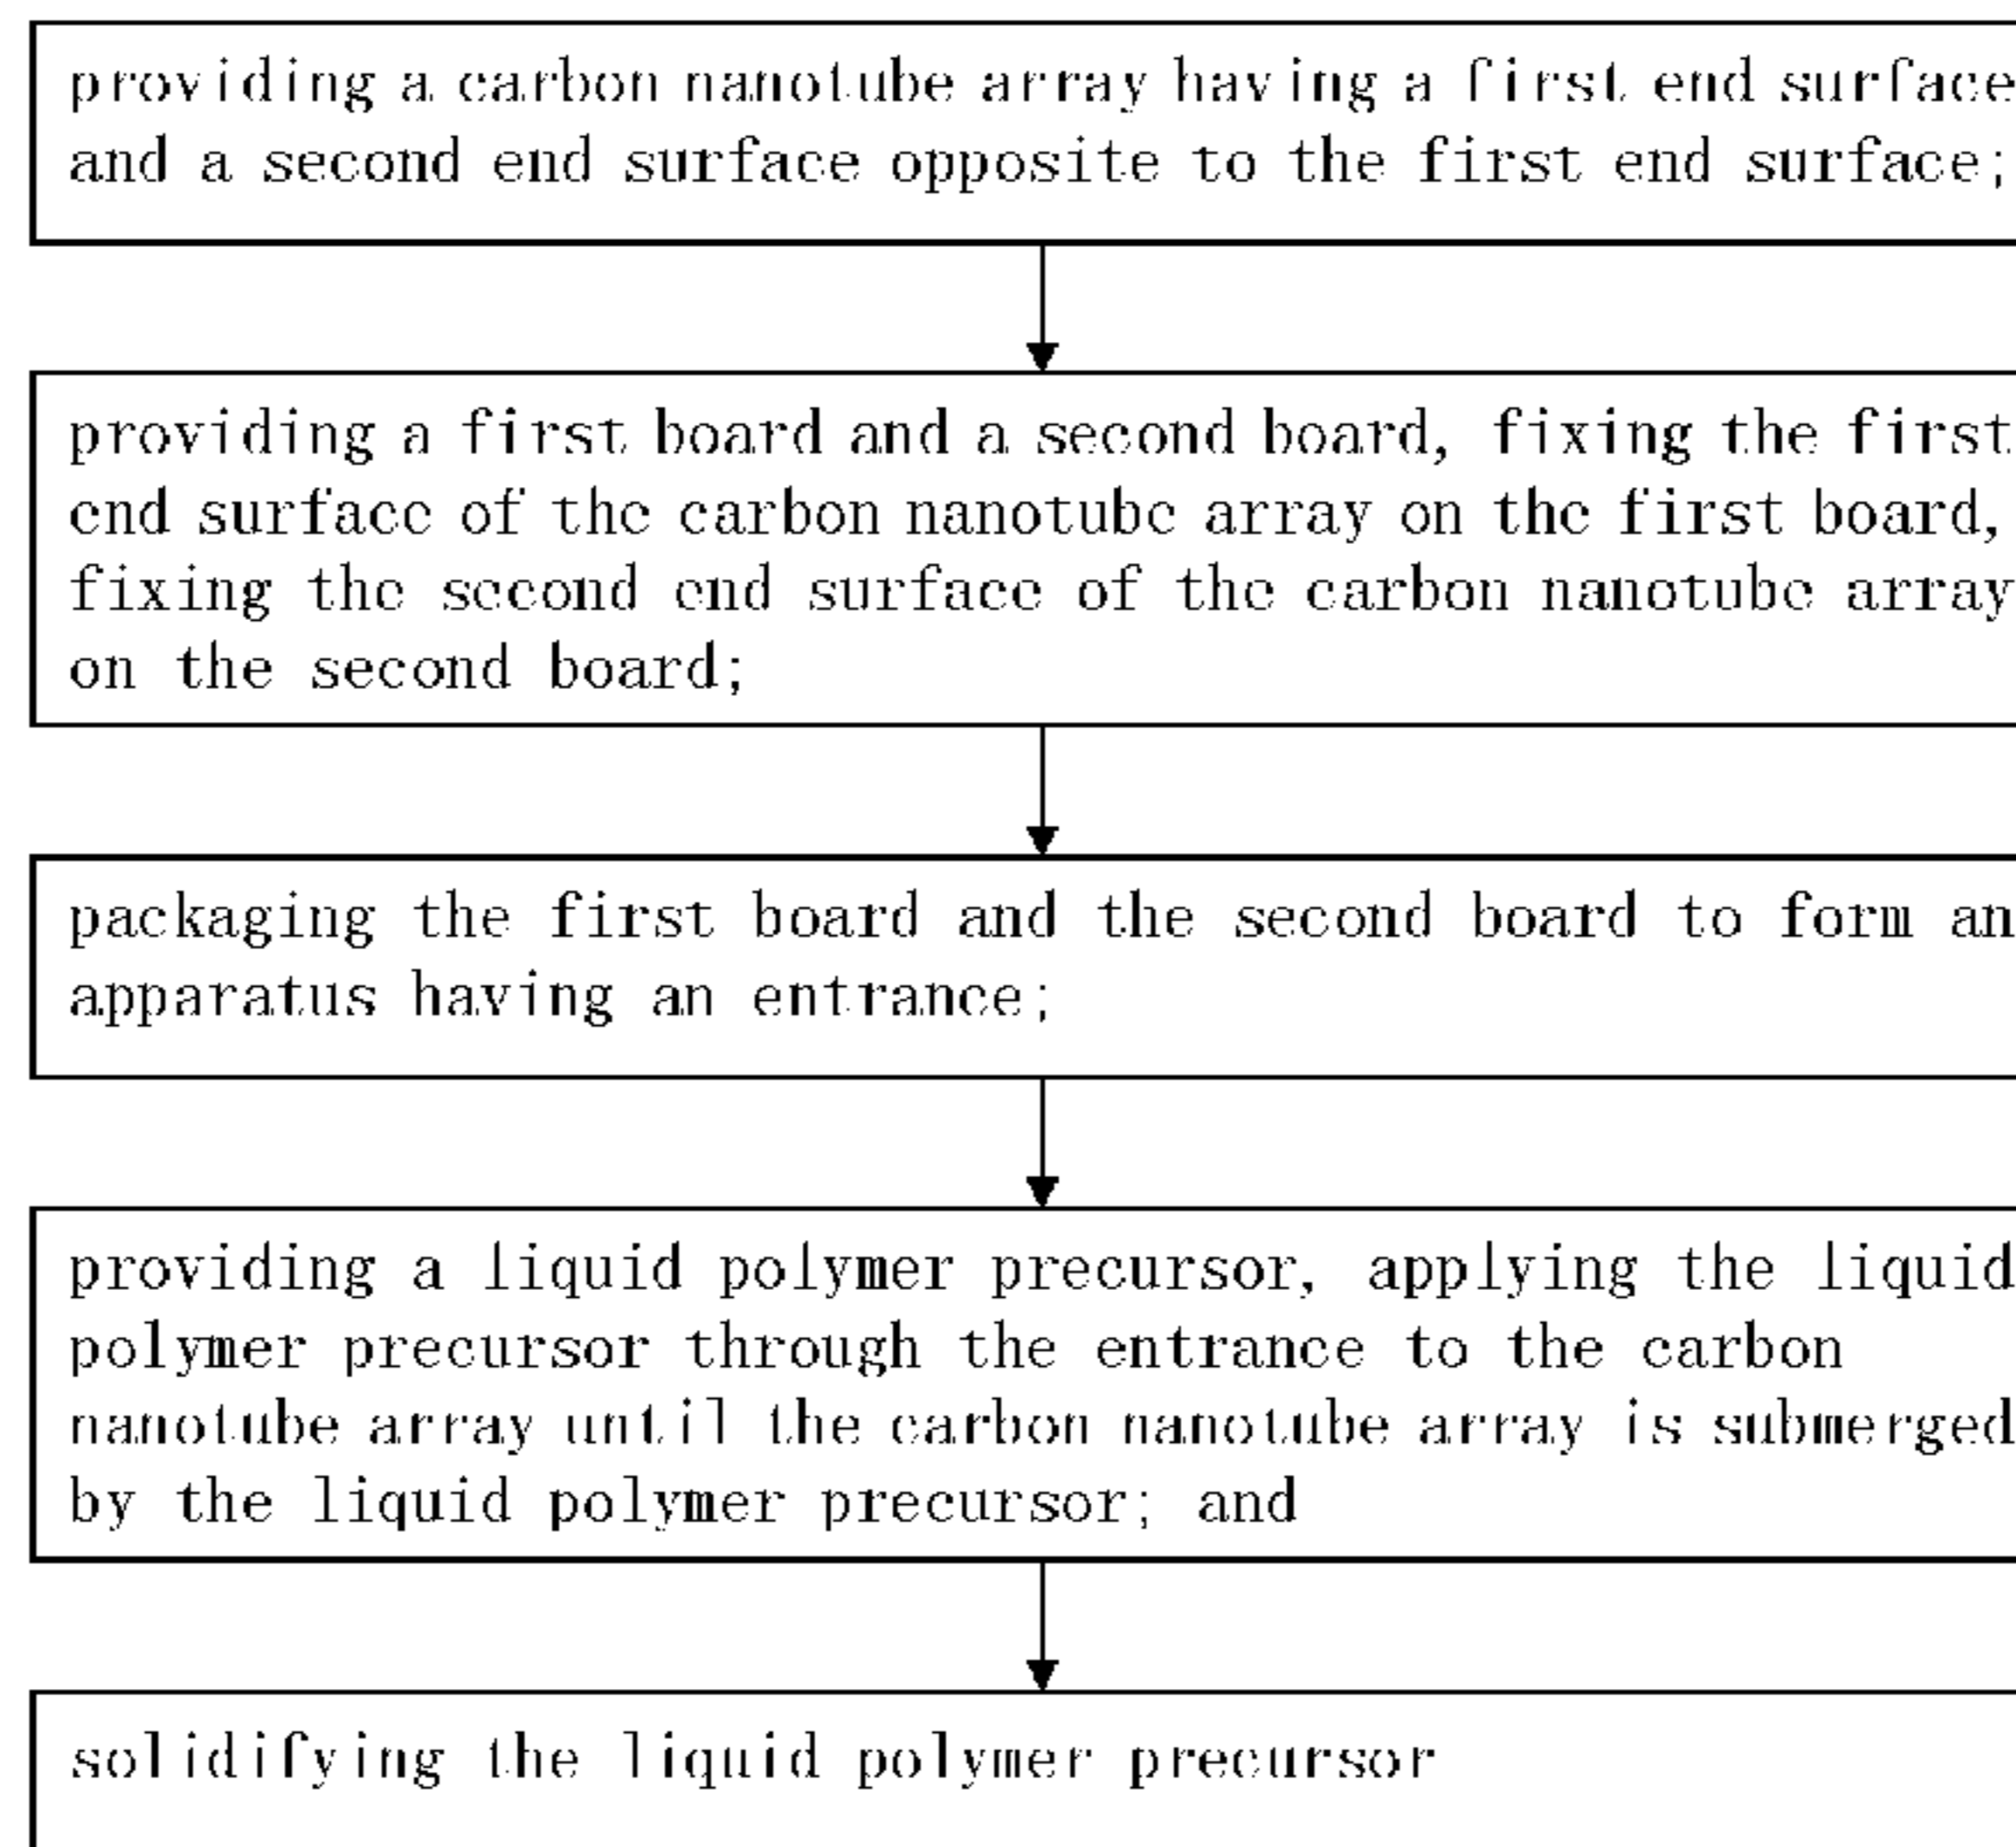 providing a carbon nanotube array having a first end surface
and a second end surface opposite to the first end surface;
providing a first board and a second board, fixing the first
end surface of the carbon nanotube array on the first board,
fixing the second end surface of the carbon nanotube array
on the second board;
packaging the first board and the second board to form an
apparatus having an entrance;
providing a liquid polymer precursor, applying the liquid
polymer precursor through the entrance to the carbon
nanotube array until the carbon nanotube array is submerged
by the liquid polymer precursor; and
solidifying the liquid polymer precursor